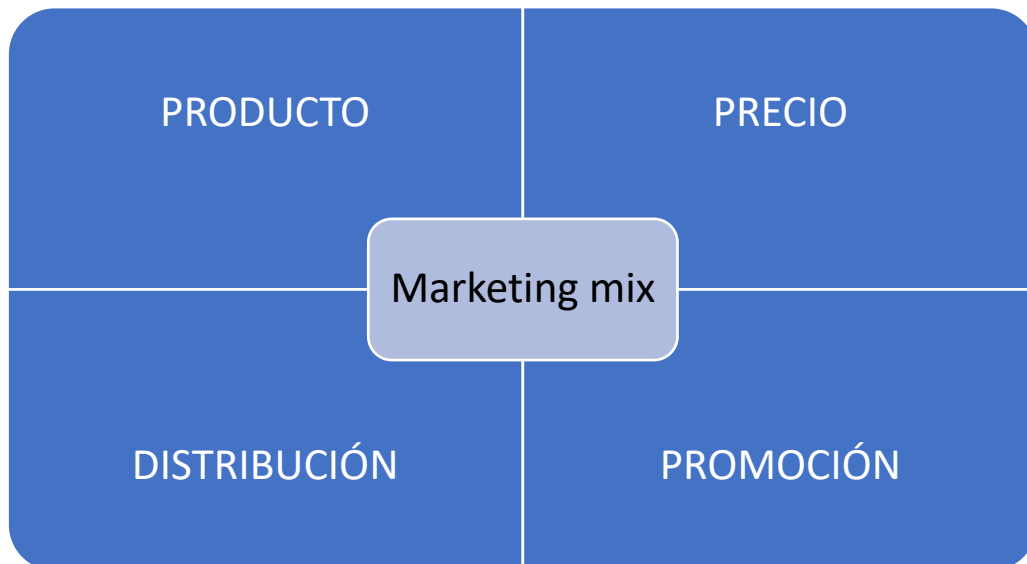 PRODUCTO
PRECIO
Marketing mix
DISTRIBUCIÓN
PROMOCIÓN